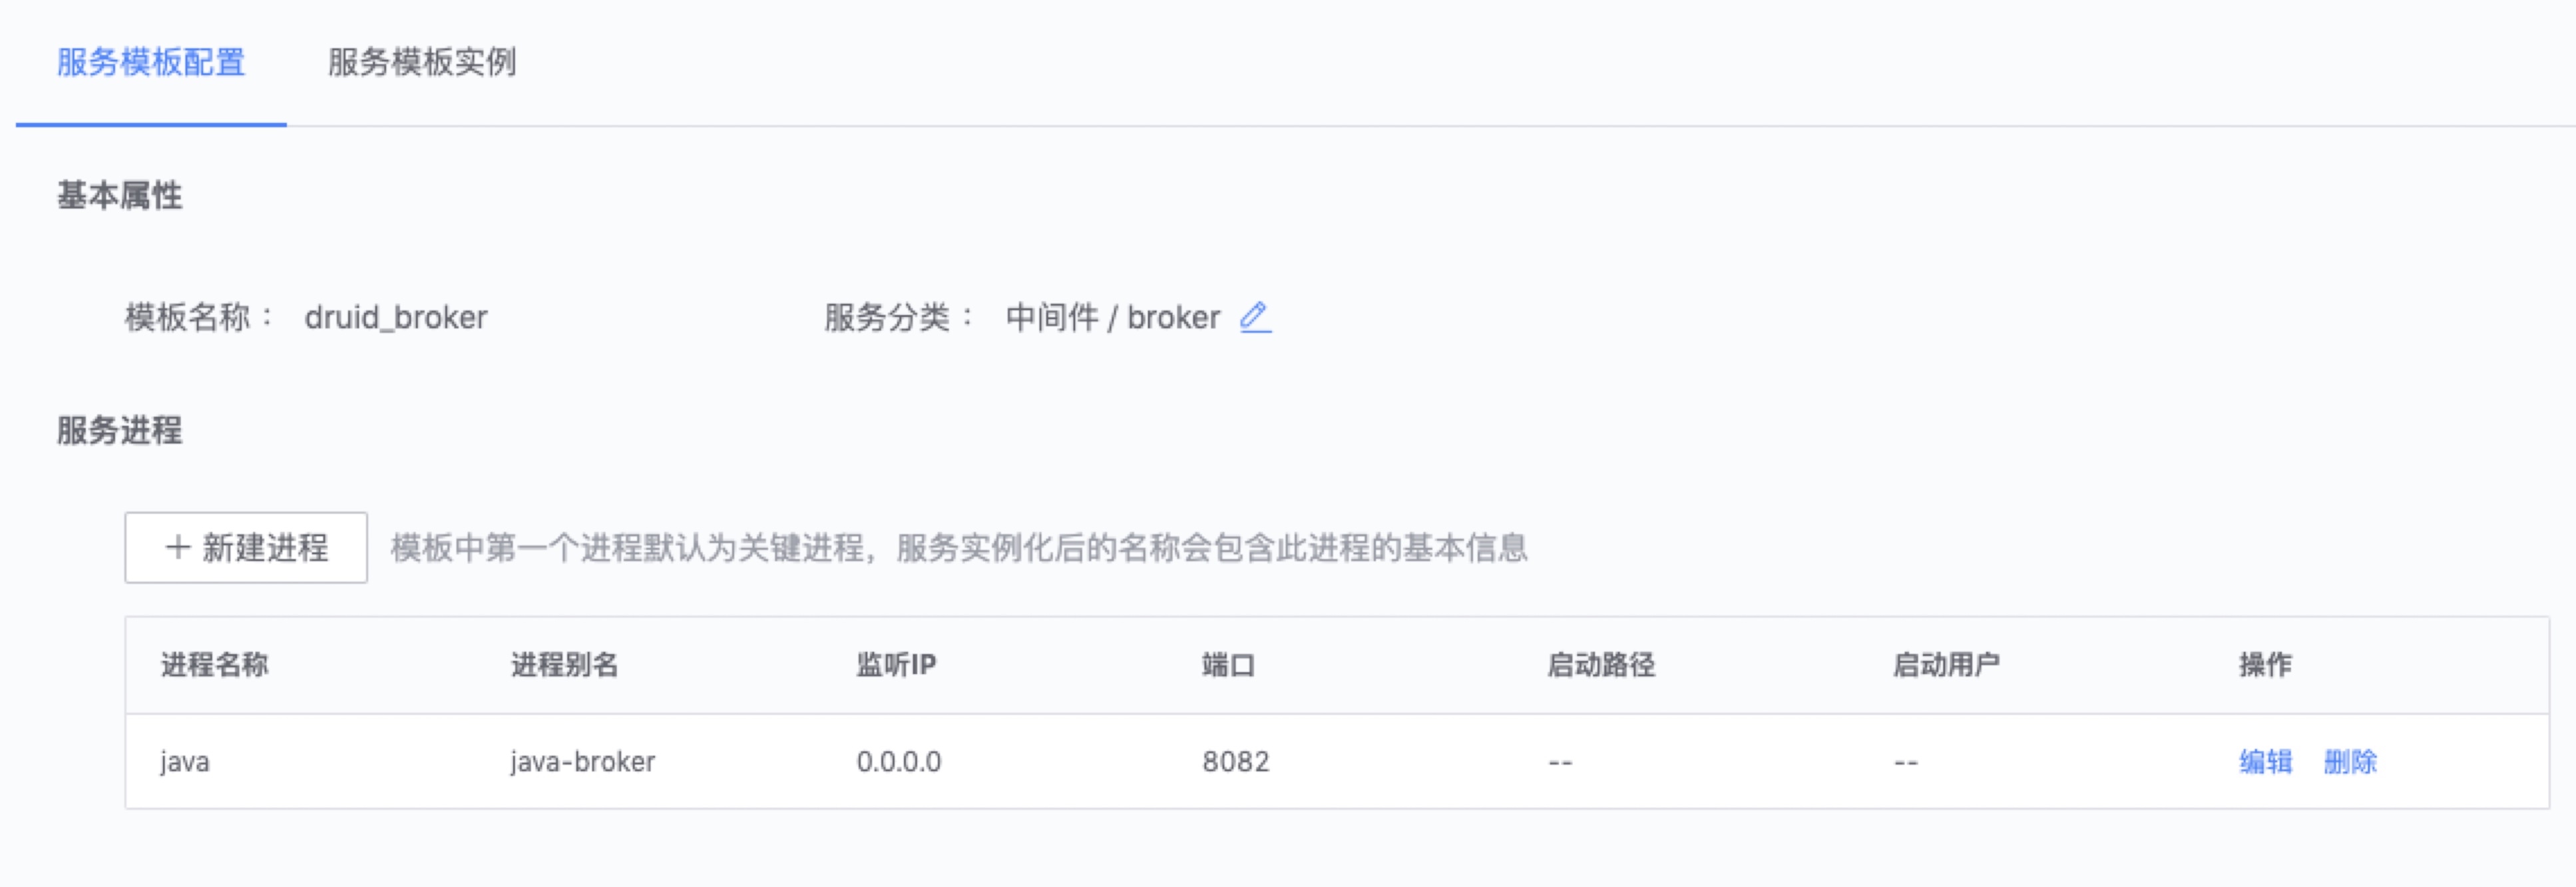 服务模板配置 服务模板实例
基本属性
模板名称： druid_broker 服务分类： 中间件 / broker
服务进程
+ 新建进程 模板中第一个进程默认为关键进程，服务实例化后的名称会包含此进程的基本信息
进程名称 进程别名 监听IP 端口 启动路径 启动用户 操作
java java-broker 0.0.0.0 8082 -- -- 编辑 删除